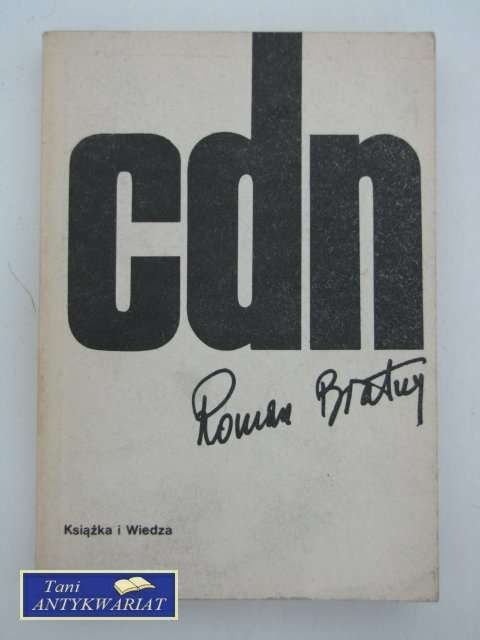 cdn
Roman Bratny
Książka i Wiedza
Tani
ANTYKWARIAT